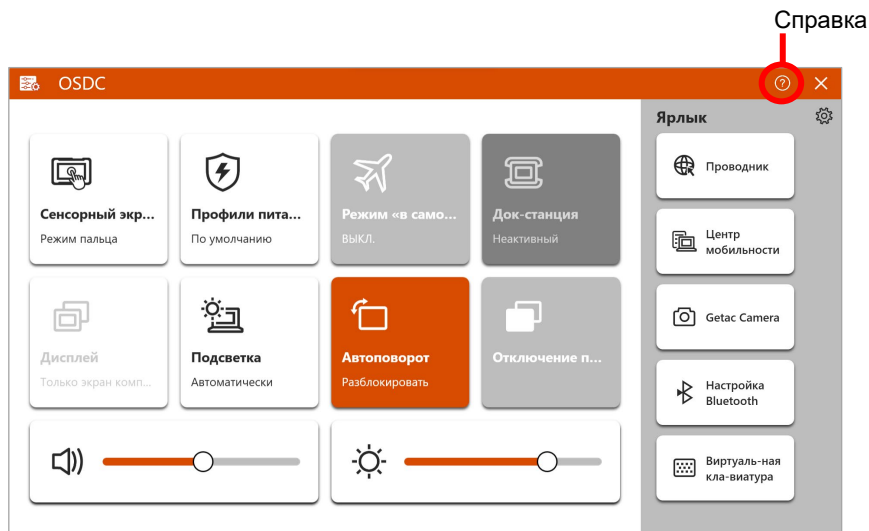 Справка
OSDC
Ярлык
Сенсорный экр...
Режим пальца
Профили пита...
По умолчанию
Режим «в само...
ВЫКЛ.
Док-станция
Неактивный
Дисплей
Только экран комп...
Подсветка
Автоматически
Автоповорот
Разблокировать
Отключение п...
Проводник
Центр
мобильности
Getac Camera
Настройка
Bluetooth
Виртуаль-ная
кла-виатура